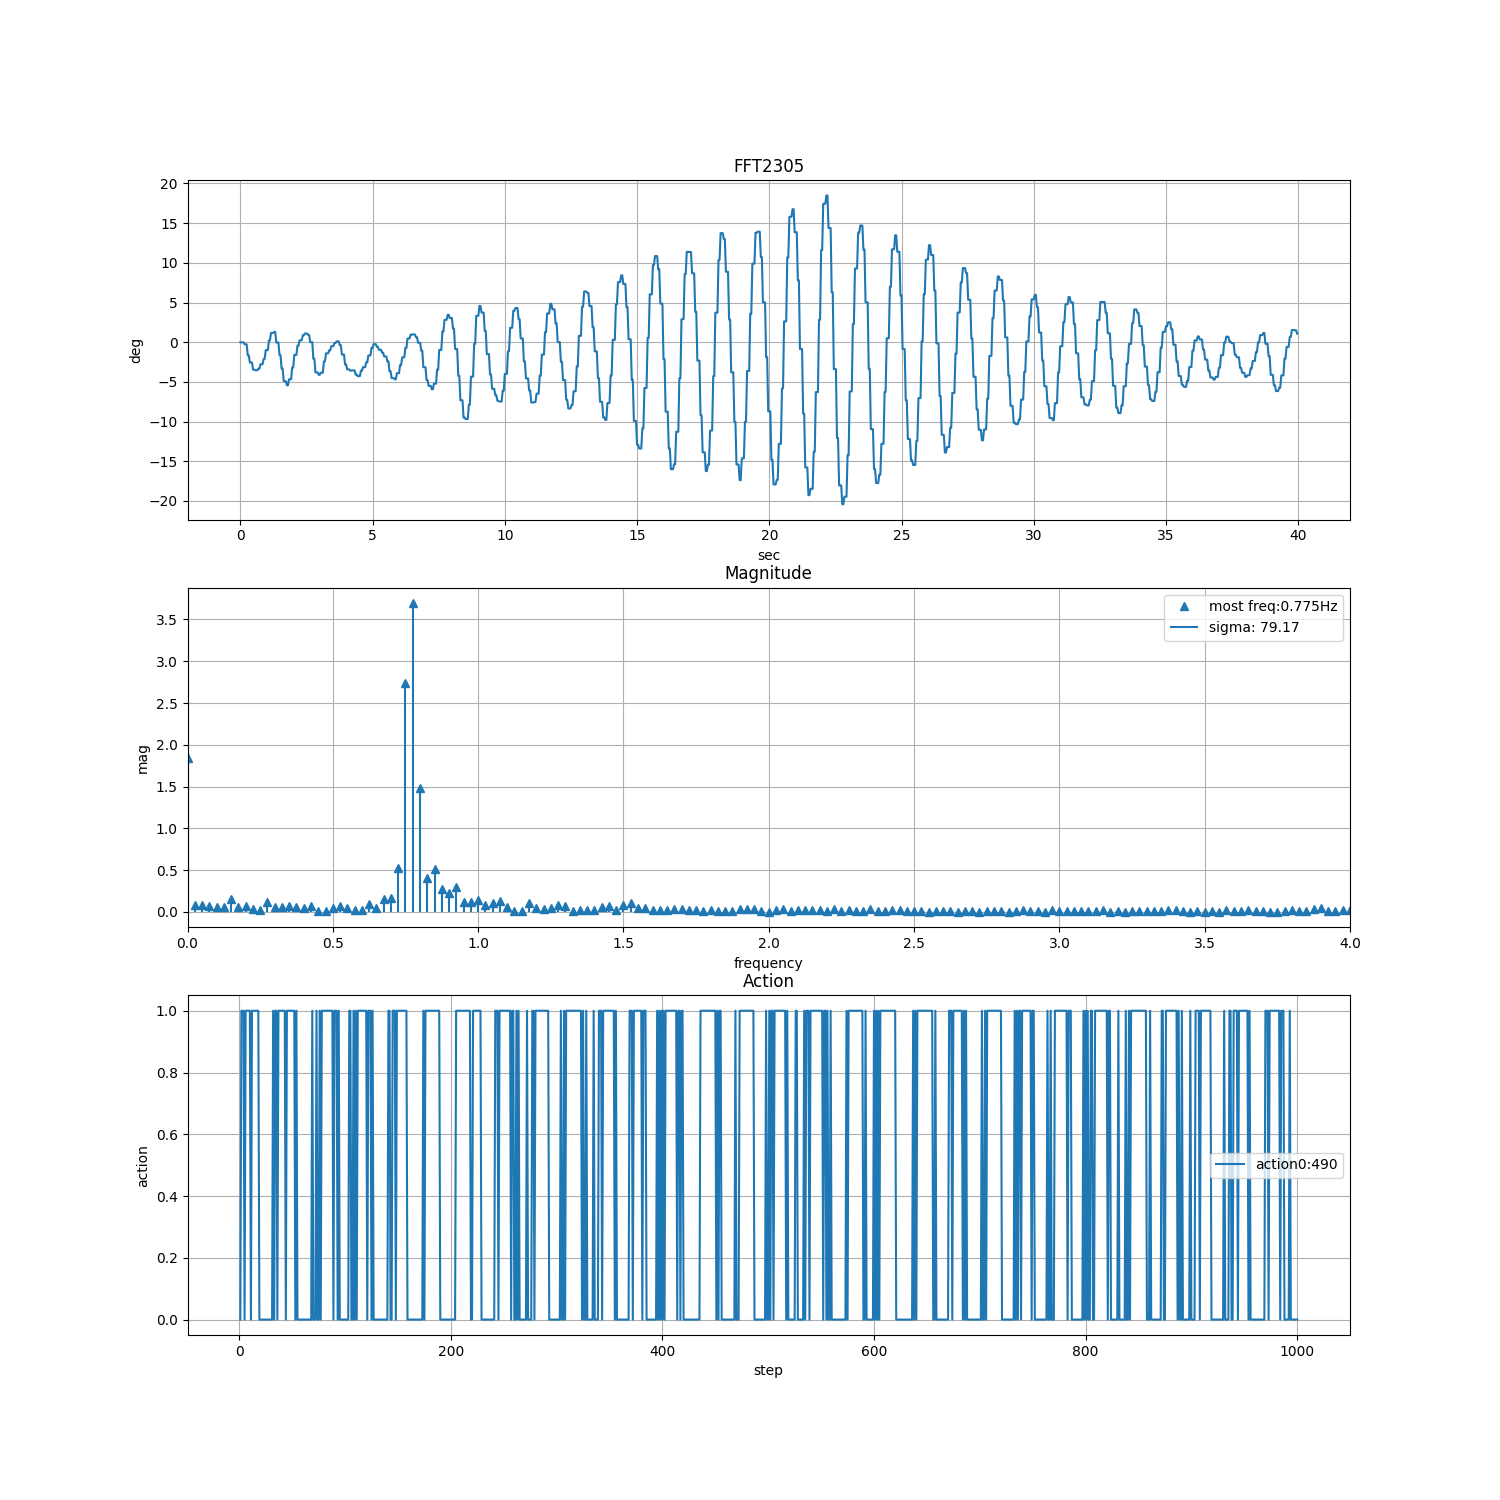 FFT2305
20
15
10
5
0
−5
−10
−15
−20
deg
0 5 10 15 20 25 30 35 40
sec
Magnitude
most freq:0.775Hz
sigma: 79.17
3.5
3.0
2.5
2.0
1.5
1.0
0.5
0.0
mag
0.0 0.5 1.0 1.5 2.0 2.5 3.0 3.5 4.0
frequency
Action
1.0
0.8
0.6
0.4
0.2
0.0
action
action0:490
0 200 400 600 800 1000
step